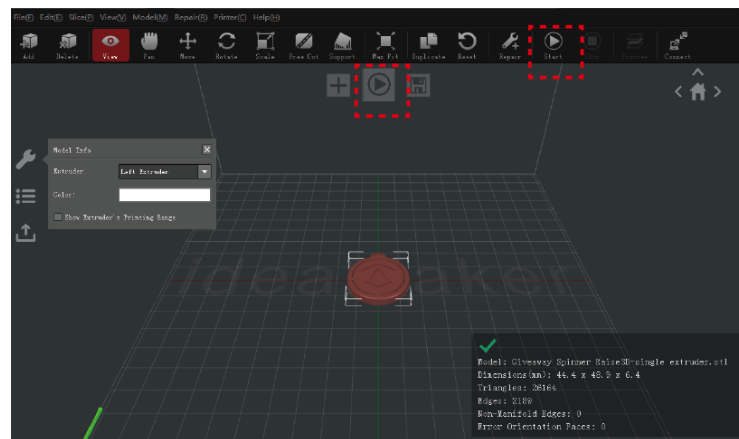 File(F) Edit(E) Slice(P) View(V) Model(M) Repair(R) Printer(C) Help(H)
Add Delete View Pan Move Rotate Scale Free Cut Support Max Fit Duplicate Reset Repair Start Stop Preview Connect
Model Info
Extruder: Left Extruder
Color:
Show Extruder's Printing Range
ideaMaker
Model: Giveaway Spinner Raise3D-single extruder.stl
Dimensions(mm): 44.4 x 48.9 x 6.4
Triangles: 26164
Edges: 2189
Non-Manifold Edges: 0
Error Orientation Faces: 0